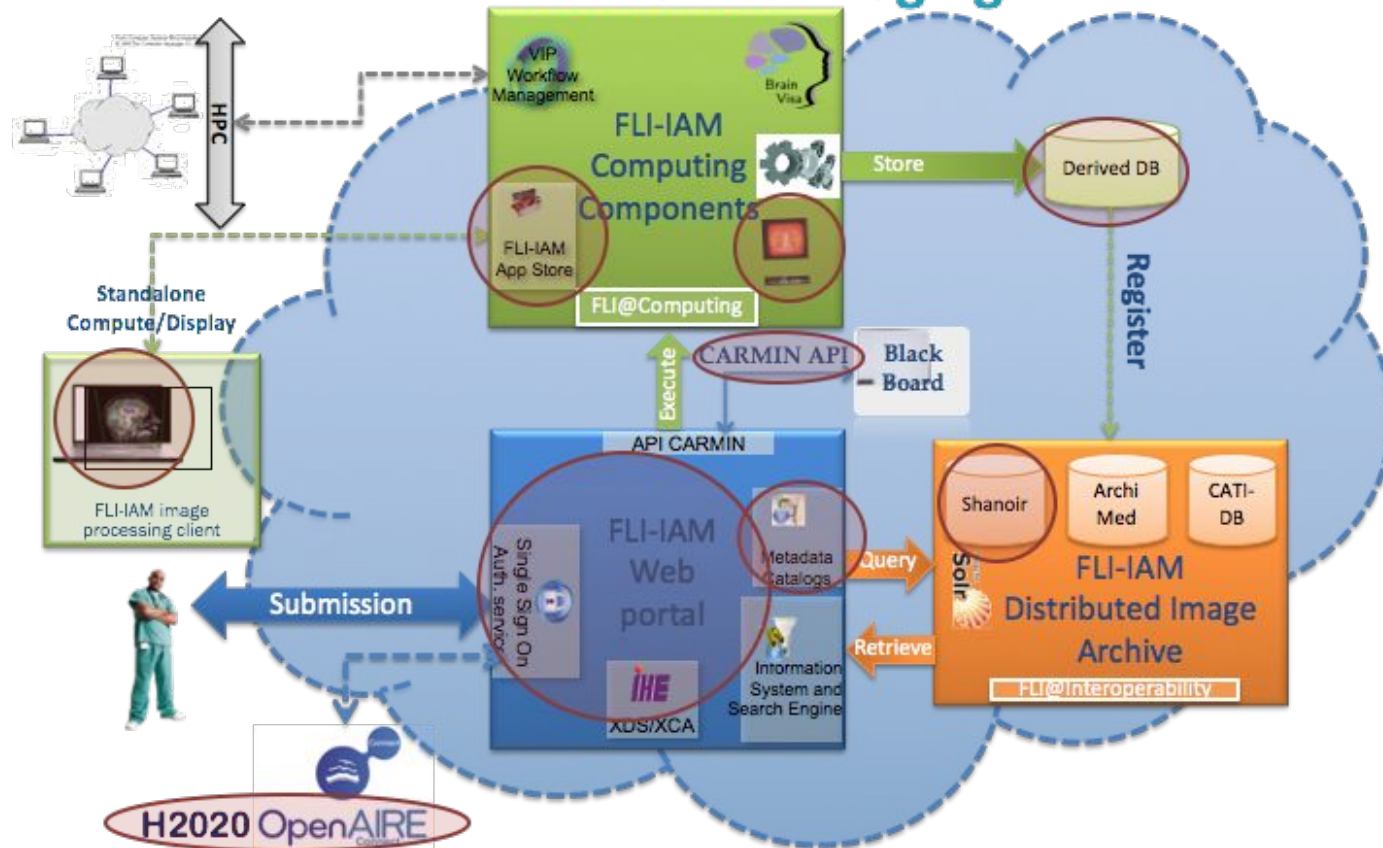 HPC
VIP
Workflow
Management
Brain
Visa
FLI-IAM
Computing
Components
FLI-IAM
App Store
FLI@Computing
Store
Derived DB
Register
Standalone
Compute/Display
FLI-IAM image
processing client
Execute
CARMIN API
Black
Board
API CARMIN
Single Sign On
FLI-IAM
Web
portal
Metadata
Catalogs
Information
System and
Search Engine
IHE
XDS/XCA
Submission
Query
Retrieve
Shanoir
Archi
Med
CATI-
DB
Solr
FLI-IAM
Distributed Image
Archive
FLI@Interoperability
H2020 OpenAIRE
Connect